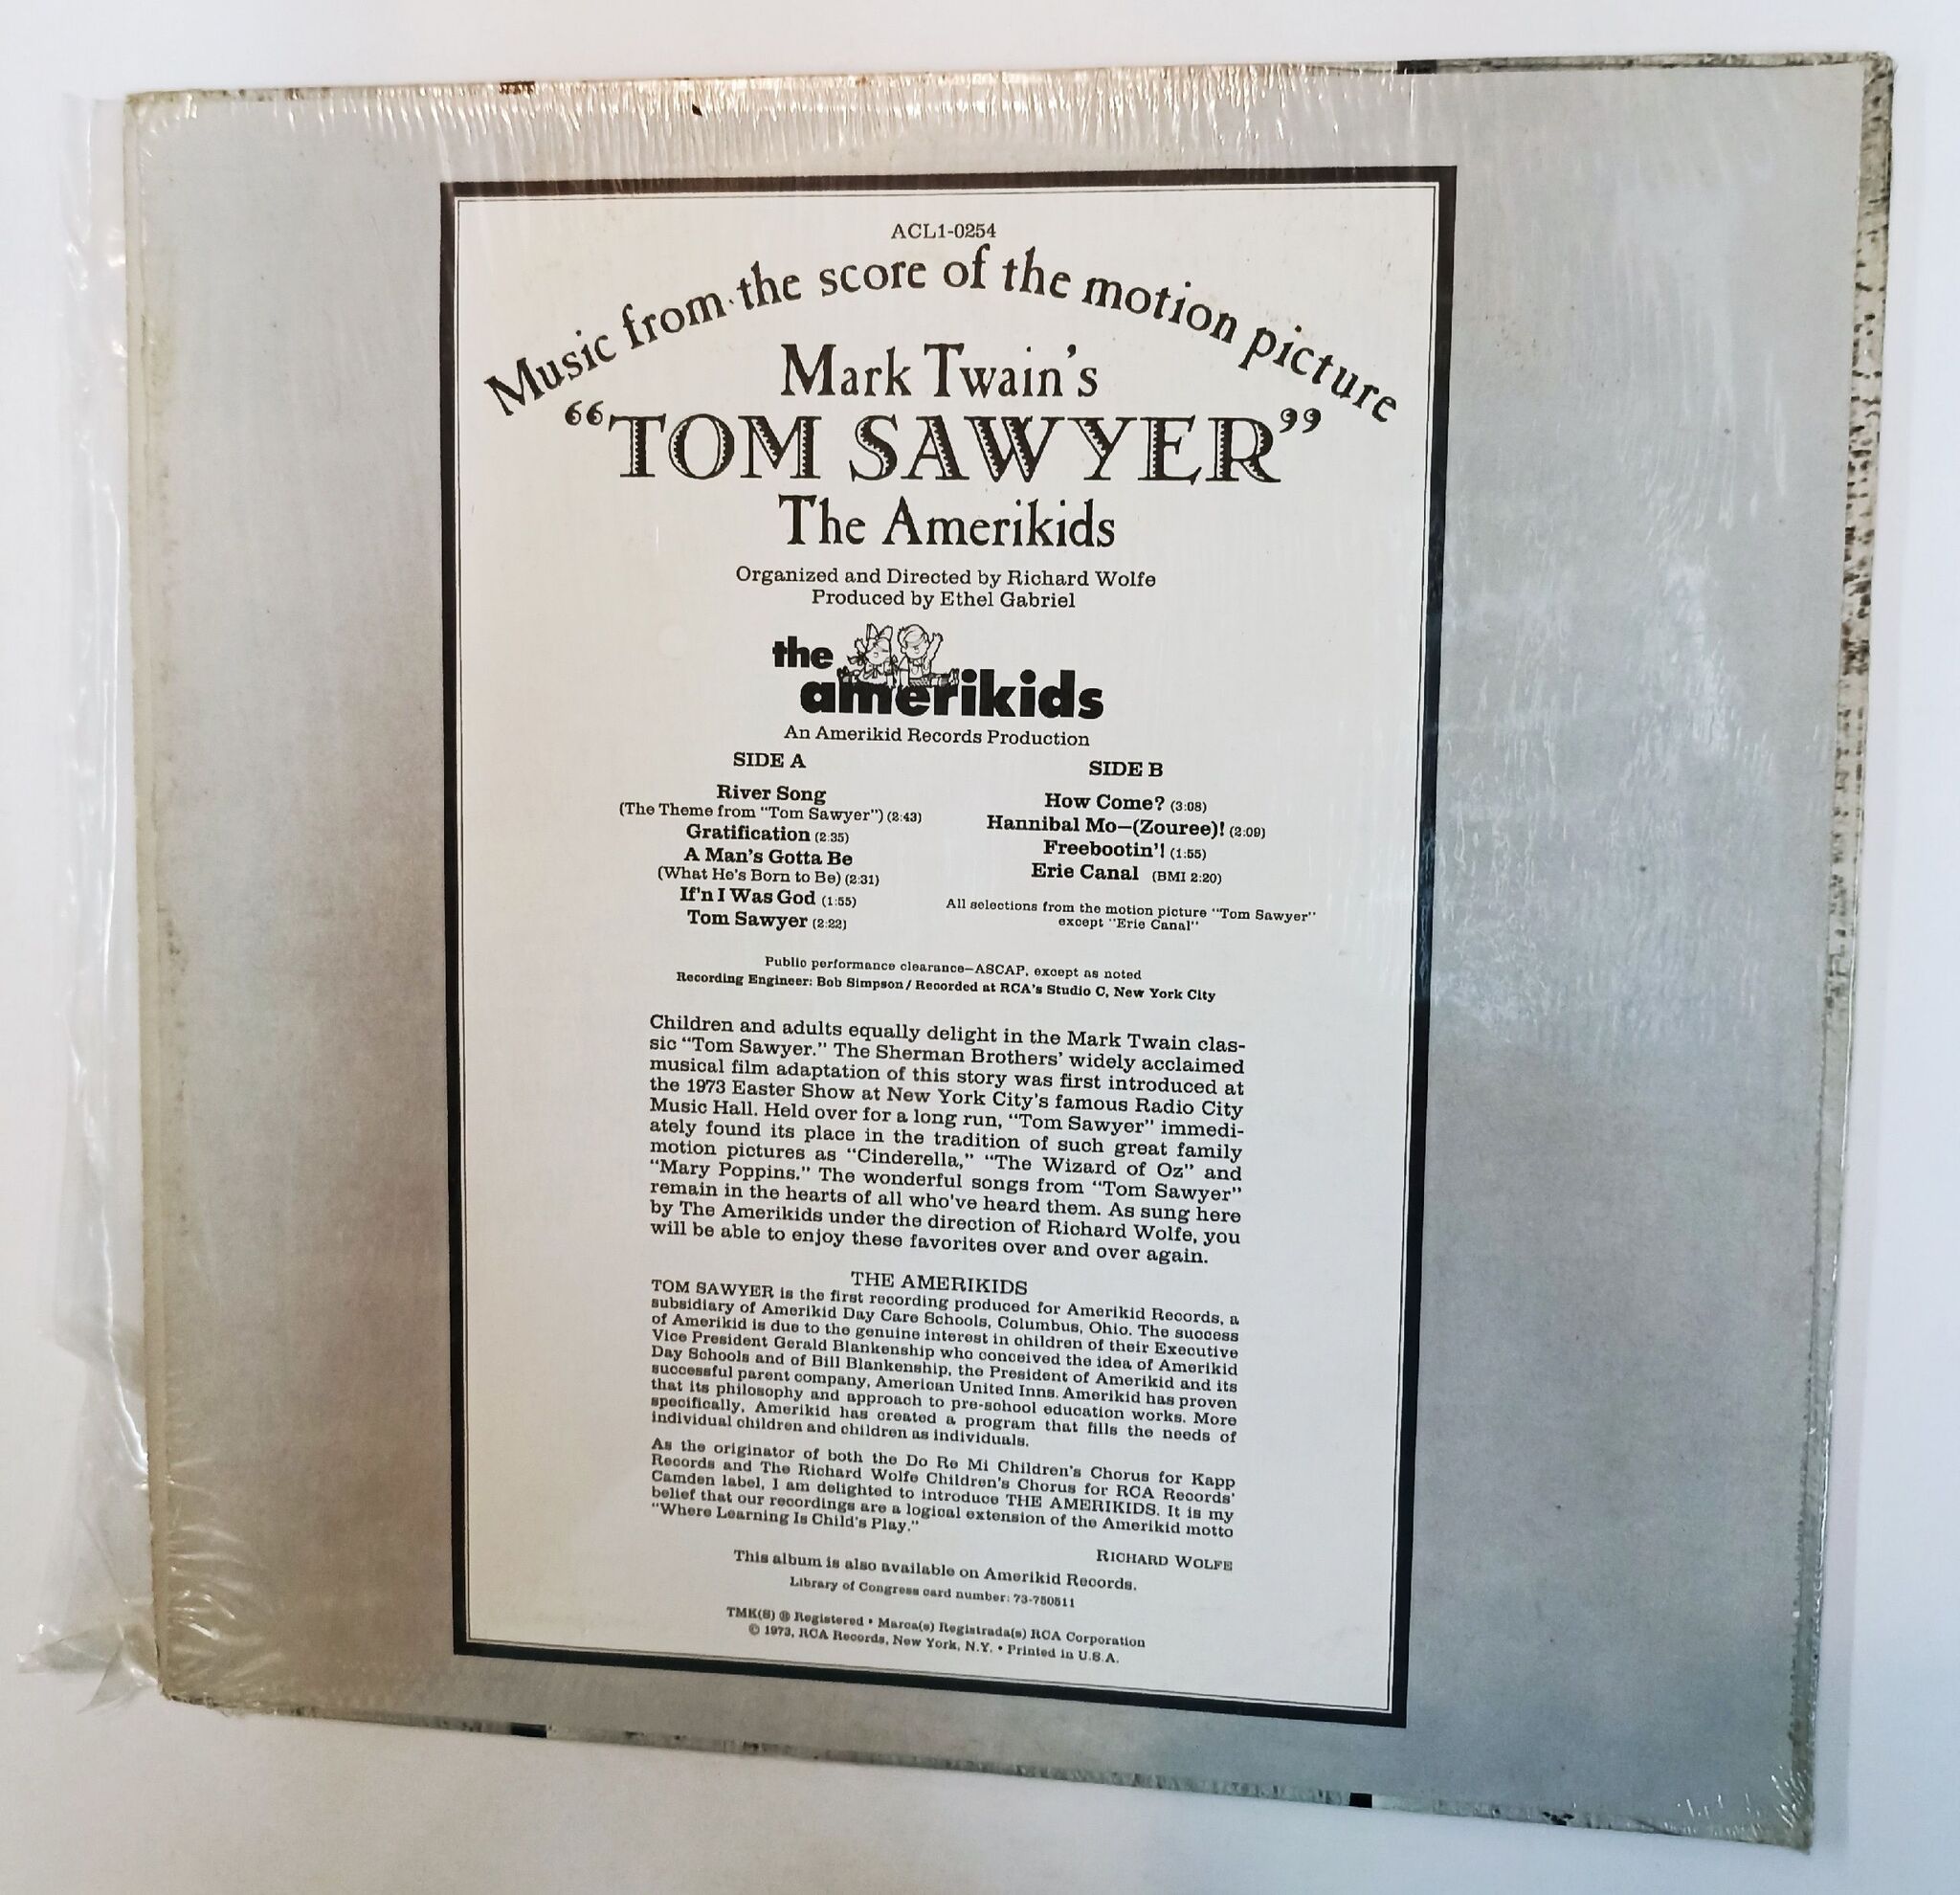 ACL1-0254
Music from the score of the motion picture
Mark Twain's
"TOM SAWYER"
The Amerikids
Organized and Directed by Richard Wolfe
Produced by Ethel Gabriel
the
amerikids
An Amerikid Records Production
SIDE A
River Song
(The Theme from "Tom Sawyer") (2:43)
Gratification (2:35)
A Man's Gotta Be
(What He's Born to Be) (2:31)
If'n I Was God (1:55)
Tom Sawyer (2:22)
SIDE B
How Come? (3:08)
Hannibal Mo—(Zouree)! (2:09)
Freebootin'! (1:55)
Erie Canal (BMI 2:20)
All selections from the motion picture "Tom Sawyer"
except "Erie Canal"
Public performance clearance—ASCAP, except as noted
Recording Engineer: Bob Simpson / Recorded at RCA's Studio C, New York City
Children and adults equally delight in the Mark Twain clas-
sic "Tom Sawyer." The Sherman Brothers' widely acclaimed
musical film adaptation of this story was first introduced at
the 1973 Easter Show at New York City's famous Radio City
Music Hall. Held over for a long run, "Tom Sawyer" immedi-
ately found its place in the tradition of such great family
motion pictures as "Cinderella," "The Wizard of Oz" and
"Mary Poppins." The wonderful songs from "Tom Sawyer"
remain in the hearts of all who've heard them. As sung here
by The Amerikids under the direction of Richard Wolfe, you
will be able to enjoy these favorites over and over again.
THE AMERIKIDS
TOM SAWYER is the first recording produced for Amerikid Records, a
subsidiary of Amerikid Day Care Schools, Columbus, Ohio. The success
of Amerikid is due to the genuine interest in children of their Executive
Vice President Gerald Blankenship who conceived the idea of Amerikid
Day Schools and of Bill Blankenship, the President of Amerikid and its
successful parent company, American United Inns. Amerikid has proven
that its philosophy and approach to pre-school education works. More
specifically, Amerikid has created a program that fills the needs of
individual children and children as individuals.
As the originator of both the Do Re Mi Children's Chorus for Kapp
Records and The Richard Wolfe Children's Chorus for RCA Records'
Camden label, I am delighted to introduce THE AMERIKIDS. It is my
belief that our recordings are a logical extension of the Amerikid motto
"Where Learning Is Child's Play."
RICHARD WOLFE
This album is also available on Amerikid Records.
Library of Congress card number: 73-750511
TMK(S) ® Registered • Marca(s) Registrada(s) RCA Corporation
© 1973, RCA Records, New York, N.Y. • Printed in U.S.A.